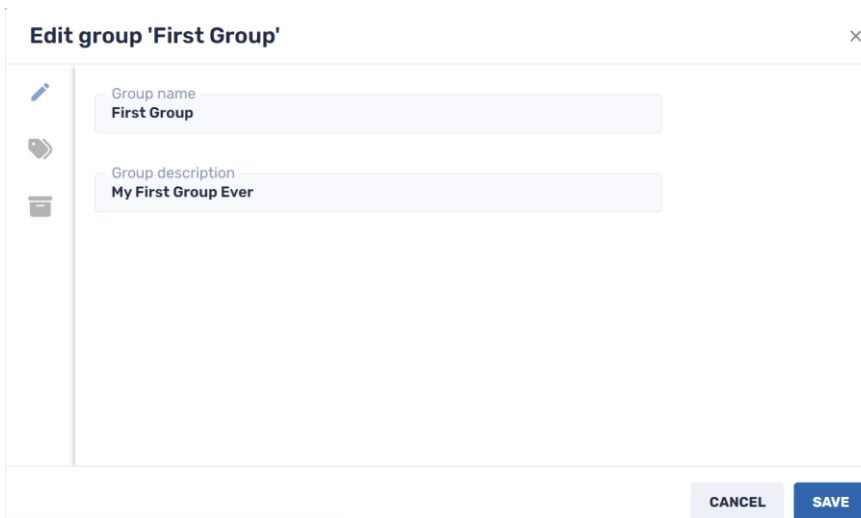 Edit group 'First Group'
Group name
First Group
Group description
My First Group Ever
CANCEL
SAVE